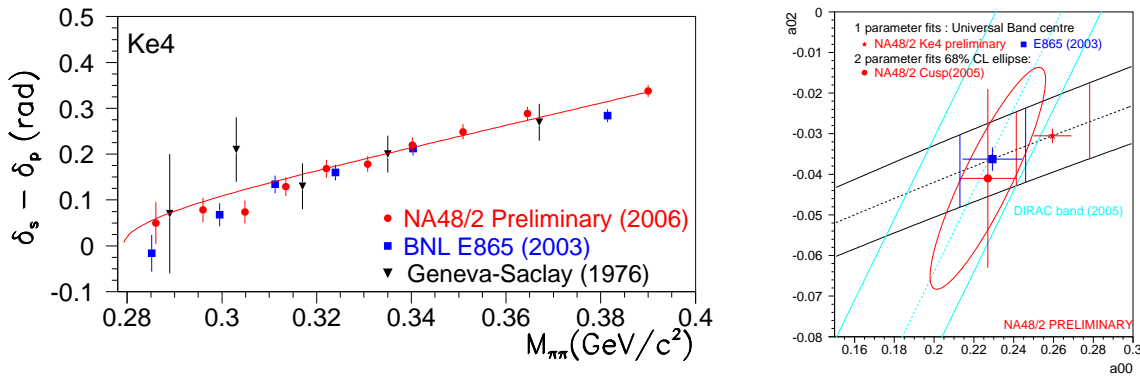 Ke4
δs − δp (rad)
0.5
0.4
0.3
0.2
0.1
0
-0.1
NA48/2 Preliminary (2006)
BNL E865 (2003)
Geneva-Saclay (1976)
0.28 0.3 0.32 0.34 0.36 0.38 0.4
Mππ(GeV/c²)
a02
0
-0.01
-0.02
-0.03
-0.04
-0.05
-0.06
-0.07
-0.08
1 parameter fits : Universal Band centre
NA48/2 Ke4 preliminary E865 (2003)
2 parameter fits 68% CL ellipse:
NA48/2 Cusp(2005)
DIRAC band (2005)
NA48/2 PRELIMINARY
0.16 0.18 0.2 0.22 0.24 0.26 0.28 0.3
a00